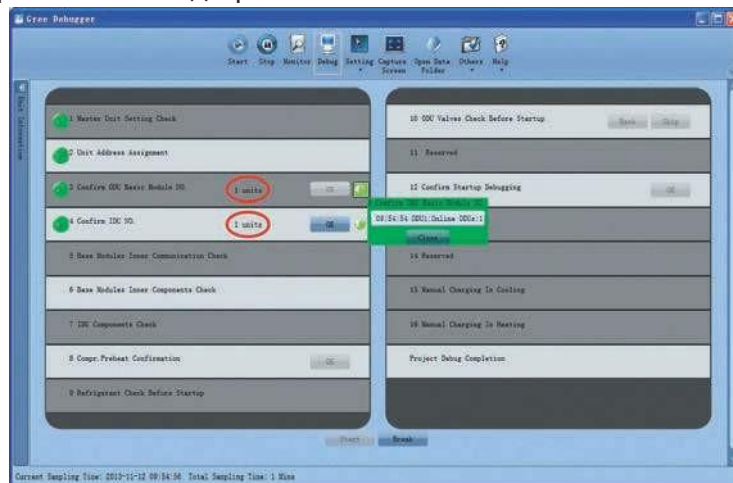 Gree Debugger
Start Stop Monitor Debug Setting Capture Screen Open Data Folder Others Help
Unit Information
1 Master Unit Setting Check
2 Unit Address Assignment
3 Confirm ODU Basic Module NO. 1 units OK
4 Confirm IDU NO. 1 units OK
5 Base Modules Inner Communication Check
6 Base Modules Inner Components Check
7 IDU Components Check
8 Compr.Preheat Confirmation OK
9 Refrigerant Check Before Startup
10 ODU Valves Check Before Startup Back Skip
11 Reserved
12 Confirm Startup Debugging OK
Confirm ODU Basic Module NO.
09:54:54 ODU1:Online ODUs:1
Close
14 Reserved
15 Manual Charging In Cooling
16 Manual Charging In Heating
Project Debug Completion
Start Break
Current Sampling Time: 2013-11-12 09:54:56 Total Sampling Time: 1 Mins